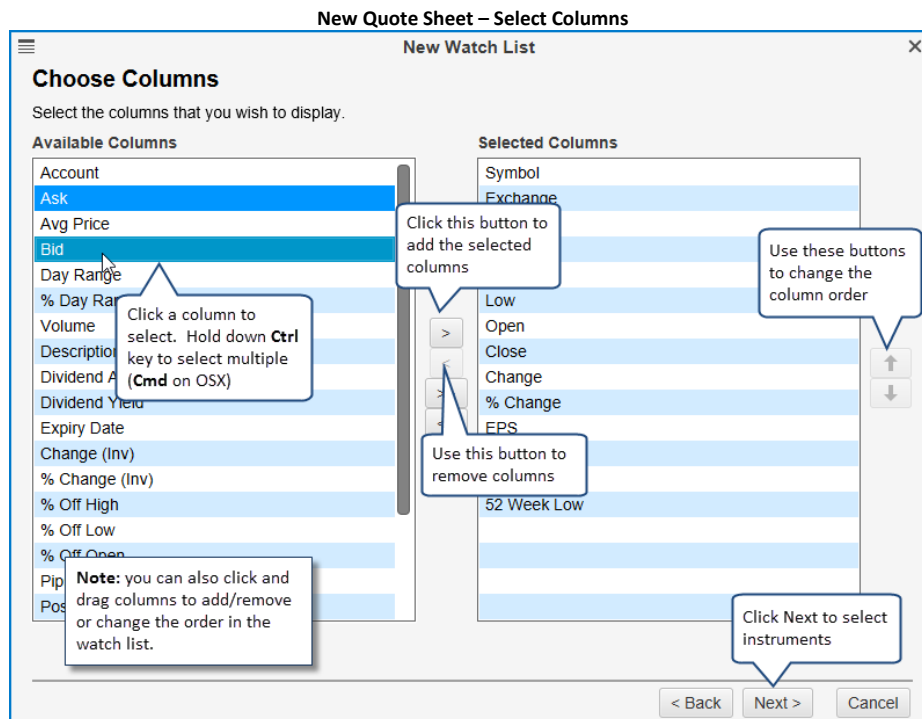 New Quote Sheet – Select Columns
New Watch List
Choose Columns
Select the columns that you wish to display.
Available Columns
Account
Ask
Avg Price
Bid
Day Range
% Day
Volume
Description
Dividend
Dividend Yield
Expiry Date
Change (Inv)
% Change (Inv)
% Off High
% Off Low
% Off Open
Click a column to
select. Hold down Ctrl
key to select multiple
(Cmd on OSX)
Note: you can also click and
drag columns to add/remove
or change the order in the
watch list.
Click this button to
add the selected
columns
>
<
Use this button to
remove columns
Selected Columns
Symbol
Exchange
Low
Open
Close
Change
% Change
EPS
52 Week Low
Use these buttons
to change the
column order
Click Next to select
instruments
< Back
Next >
Cancel